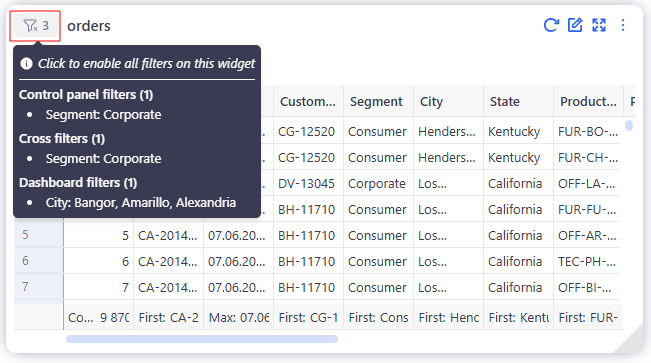 3 orders
Click to enable all filters on this widget
Control panel filters (1)
Segment: Corporate
Cross filters (1)
Segment: Corporate
Dashboard filters (1)
City: Bangor, Amarillo, Alexandria
Custom... Segment City State Product... P
CG-12520 Consumer Henders... Kentucky FUR-BO-...
CG-12520 Consumer Henders... Kentucky FUR-CH-...
DV-13045 Corporate Los... California OFF-LA-...
BH-11710 Consumer Los... California FUR-FU-...
5 5 CA-2014... 07.06.20... BH-11710 Consumer Los... California OFF-AR-...
6 6 CA-2014... 07.06.20... BH-11710 Consumer Los... California TEC-PH-...
7 7 CA-2014... 07.06.20... BH-11710 Consumer Los... California OFF-BI-...
Co... 9 870 First: CA-2 Max: 07.06 First: CG-1 First: Cons First: Henc First: Kentu First: FUR-